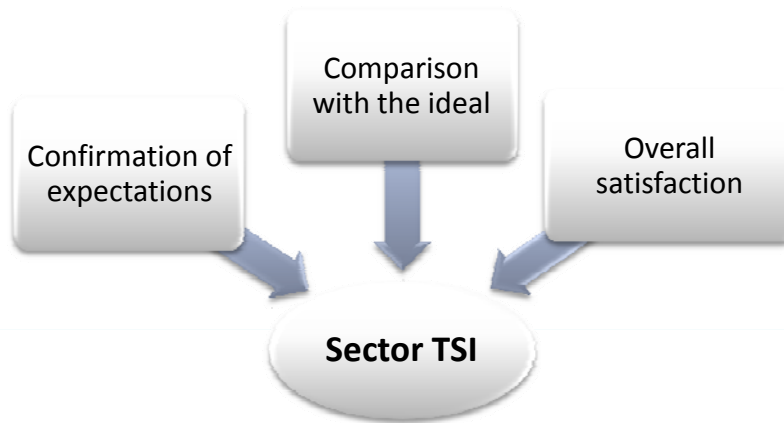 Confirmation of
expectations
Comparison
with the ideal
Overall
satisfaction
Sector TSI